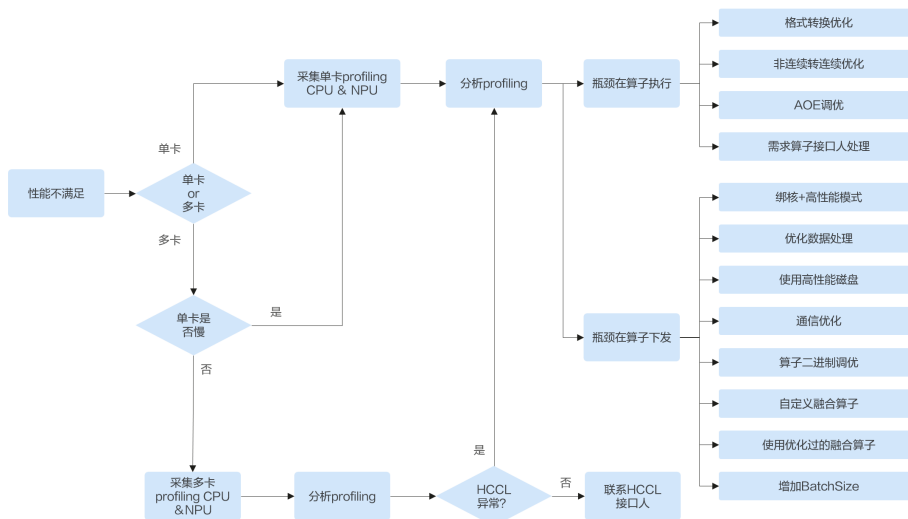 格式转换优化
非连续转连续优化
AOE调优
需求算子接口人处理
采集单卡profiling
CPU & NPU
分析profiling
瓶颈在算子执行
单卡
性能不满足
单卡
or
多卡
多卡
绑核+高性能模式
优化数据处理
使用高性能磁盘
通信优化
算子二进制调优
自定义融合算子
使用优化过的融合算子
增加BatchSize
瓶颈在算子下发
单卡是
否慢
是
否
采集多卡
profiling CPU
&NPU
分析profiling
HCCL
异常?
是
否
联系HCCL
接口人